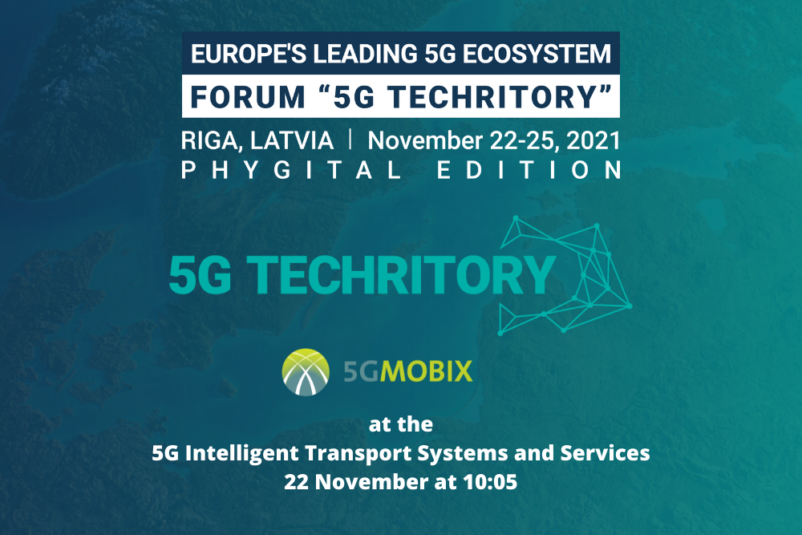 EUROPE'S LEADING 5G ECOSYSTEM
FORUM “5G TECHRITORY”
RIGA, LATVIA | November 22-25, 2021
PHYGITAL EDITION
5G TECHRITORY
5GMOBIX
at the
5G Intelligent Transport Systems and Services
22 November at 10:05